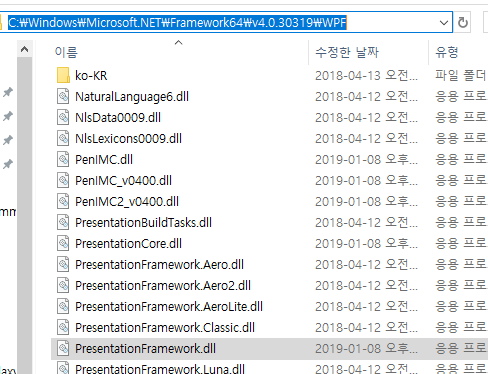 C:₩Windows₩Microsoft.NET₩Framework64₩v4.0.30319₩WPF
이름 수정한 날짜 유형
ko-KR 2018-04-13 오전... 파일 폴더
NaturalLanguage6.dll 2018-04-12 오전... 응용 프로
NlsData0009.dll 2018-04-12 오전... 응용 프로
NlsLexicons0009.dll 2018-04-12 오전... 응용 프로
PenIMC.dll 2019-01-08 오후... 응용 프로
PenIMC_v0400.dll 2019-01-08 오후... 응용 프로
PenIMC2_v0400.dll 2019-01-08 오후... 응용 프로
PresentationBuildTasks.dll 2018-04-12 오전... 응용 프로
PresentationCore.dll 2019-01-08 오후... 응용 프로
PresentationFramework.Aero.dll 2018-04-12 오전... 응용 프로
PresentationFramework.Aero2.dll 2018-04-12 오전... 응용 프로
PresentationFramework.AeroLite.dll 2018-04-12 오전... 응용 프로
PresentationFramework.Classic.dll 2018-04-12 오전... 응용 프로
PresentationFramework.dll 2019-01-08 오후... 응용 프로
PresentationFramework.Luna.dll 2018-04-12 오전... 응용 프로